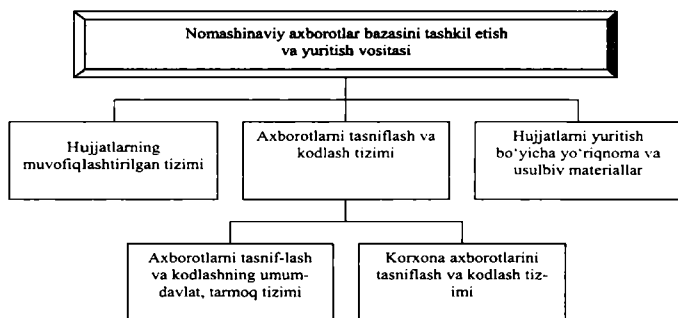 Nomashinaviy axborotlar bazasini tashkil etish
va yuritish vositasi
Hujjatlarning
muvofiqlashtirilgan tizimi
Axborotlarni tasniflash va
kodlash tizimi
Hujjatlarni yuritish
bo‘yicha yo‘riqnoma va
usulbiv materiallar
Axborotlarni tasnif-lash
va kodlashning umum-
davlat, tarmoq tizimi
Korxona axborotlarini
tasniflash va kodlash tiz-
imi